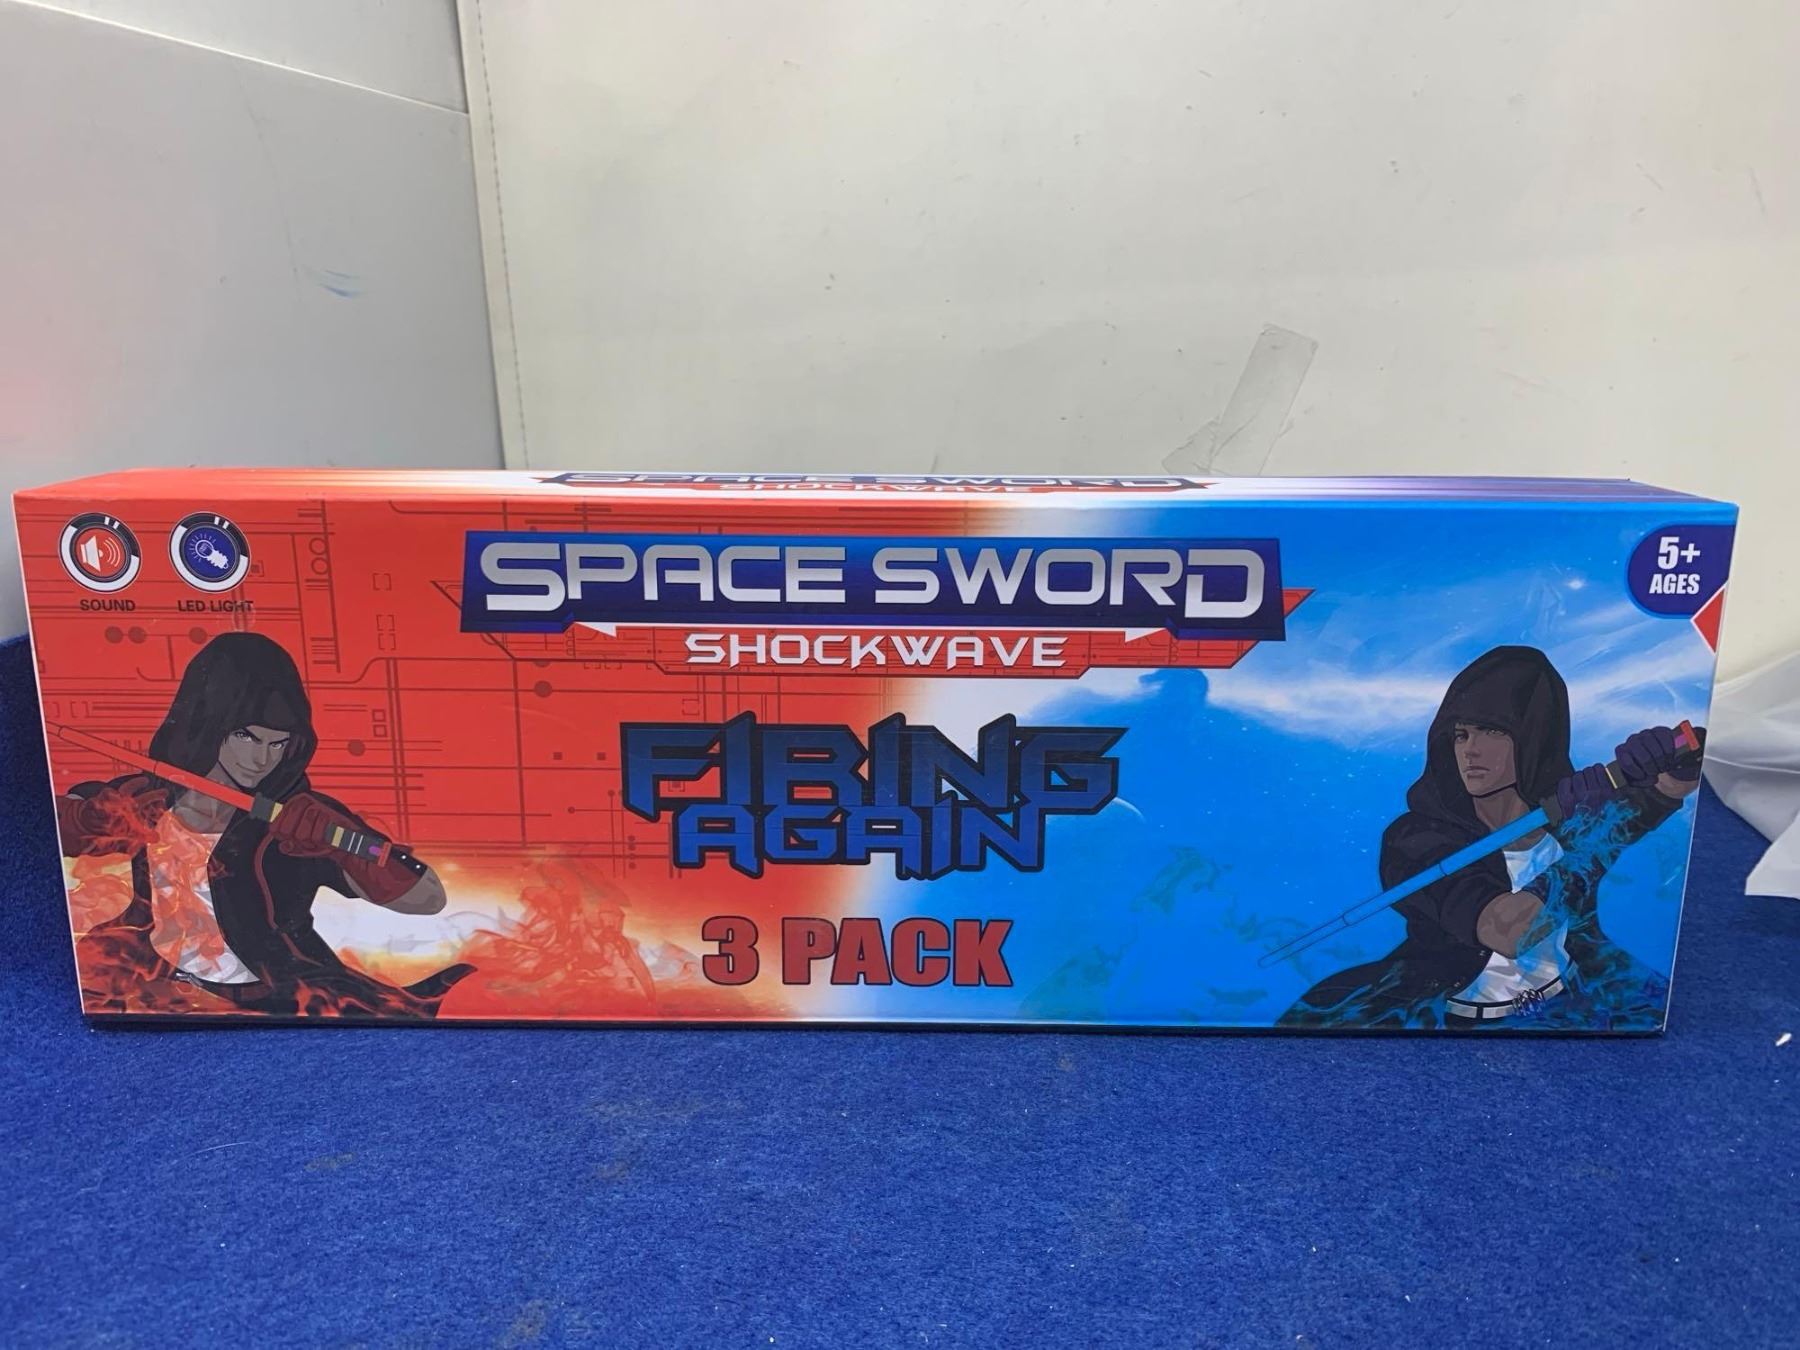 SPACE SWORD
SHOCKWAVE
SOUND
LED LIGHT
SPACE SWORD
SHOCKWAVE
5+
AGES
FIRING
AGAIN
3 PACK